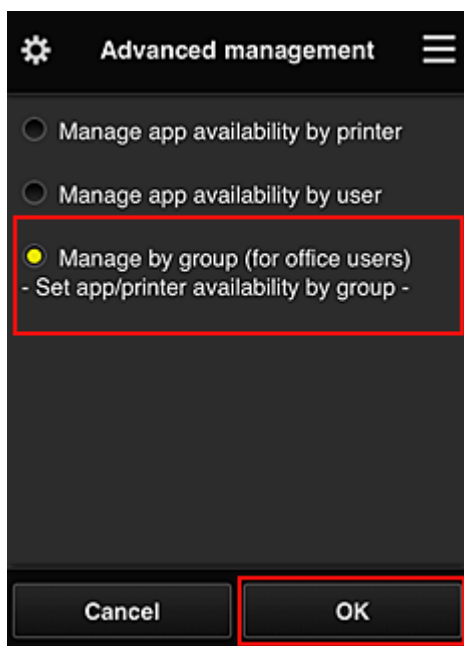 Advanced management
Manage app availability by printer
Manage app availability by user
Manage by group (for office users)
- Set app/printer availability by group -
Cancel
OK